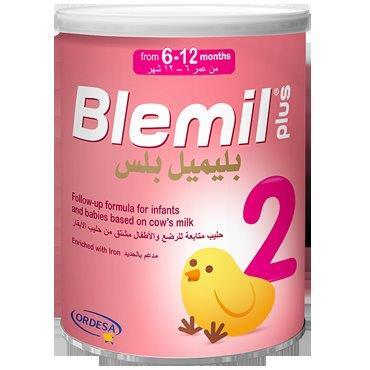 from 6-12 months
من عمر ٦ – ١٢ شهر
Blemil® plus
بليميل بلس
2
Follow-up formula for infants
and babies based on cow's milk
حليب متابعة للرضع والأطفال مشتق من حليب الأبقار
Enriched with Iron مدعم بالحديد
ORDESA